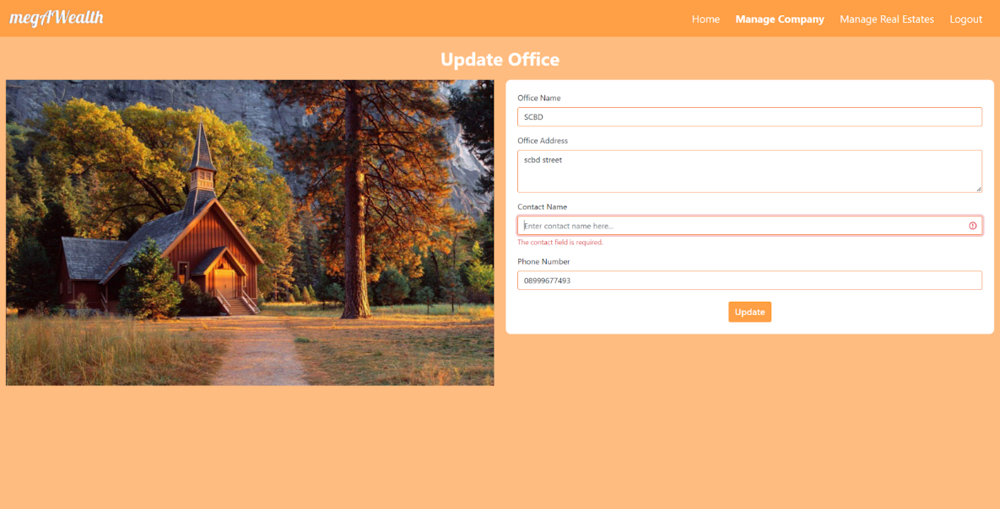 megAWealth
Home Manage Company Manage Real Estates Logout
Update Office
Office Name
SCBD
Office Address
scbd street
Contact Name
Enter contact name here...
The contact field is required.
Phone Number
08999677493
Update